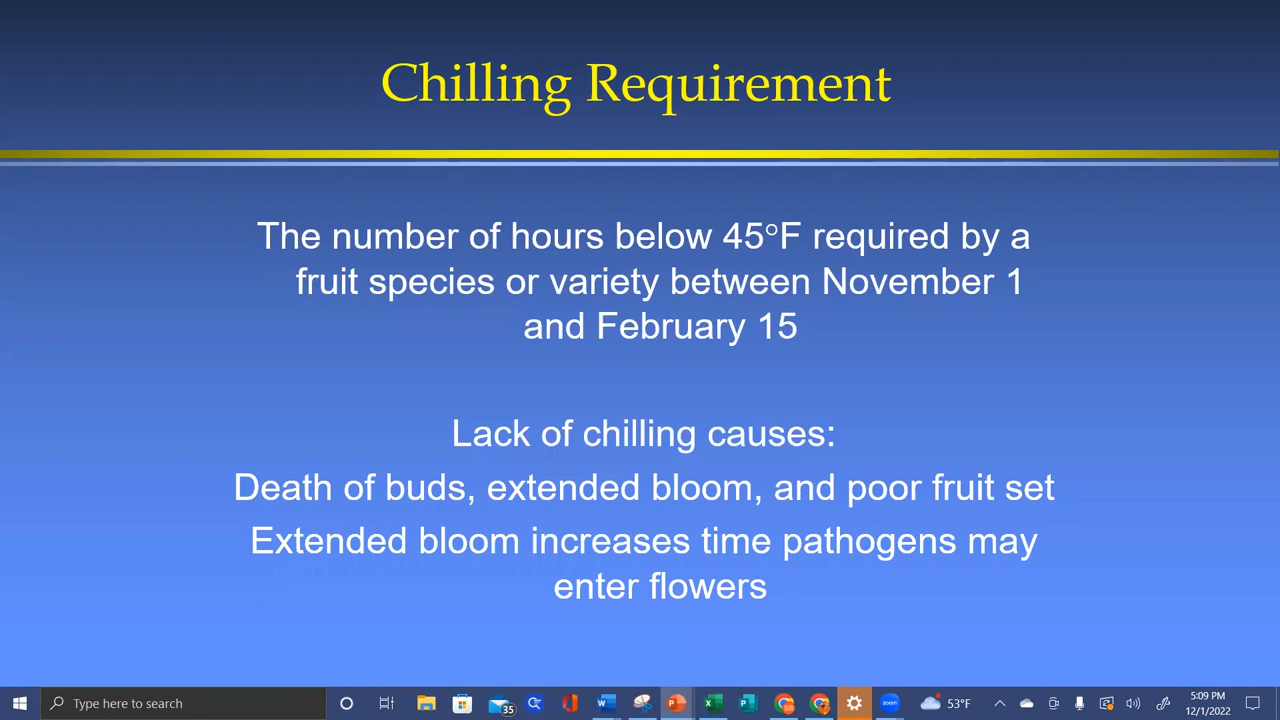 Chilling Requirement
The number of hours below 45°F required by a
fruit species or variety between November 1
and February 15
Lack of chilling causes:
Death of buds, extended bloom, and poor fruit set
Extended bloom increases time pathogens may
enter flowers
Type here to search
35
zoom
53°F
5:09 PM
12/1/2022